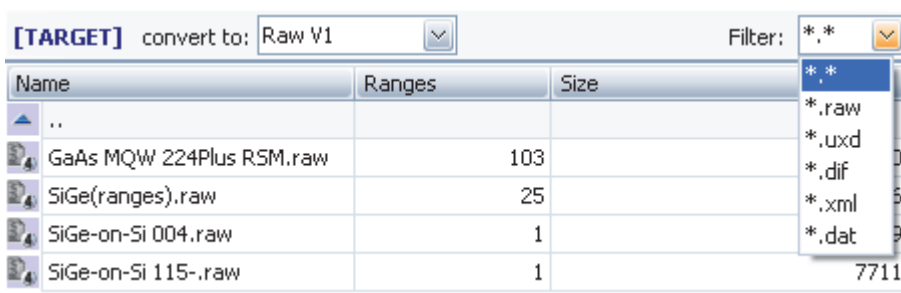 [TARGET] convert to: Raw V1 Filter: *.*
Name Ranges Size
*.*
..
*.raw
GaAs MQW 224Plus RSM.raw 103
*.uxd
*.dif
SiGe(ranges).raw 25
*.xml
SiGe-on-Si 004.raw 1
*.dat
SiGe-on-Si 115-.raw 1 7711